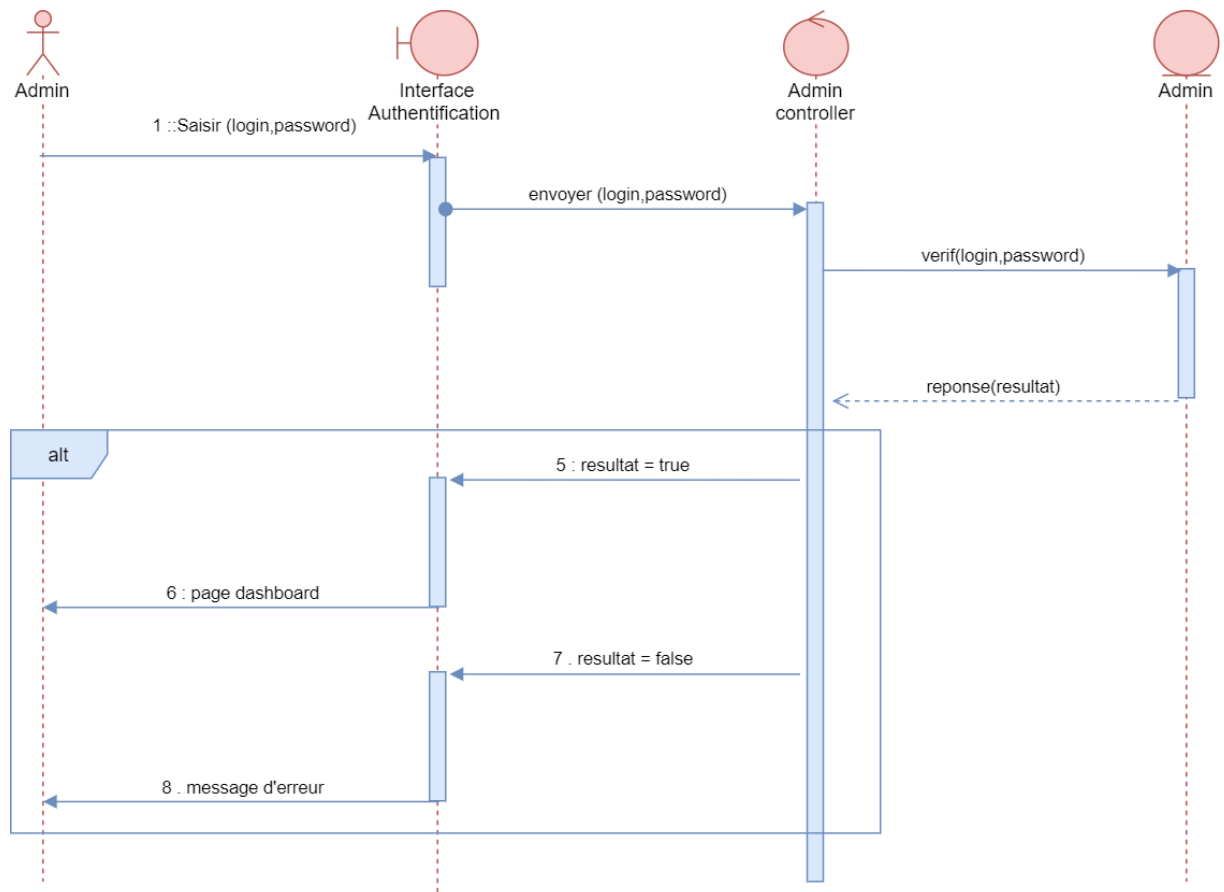 Admin
Interface
Authentification
Admin
controller
Admin
1 ::Saisir (login,password)
envoyer (login,password)
verif(login,password)
reponse(resultat)
alt
5 : resultat = true
6 : page dashboard
7 . resultat = false
8 . message d'erreur